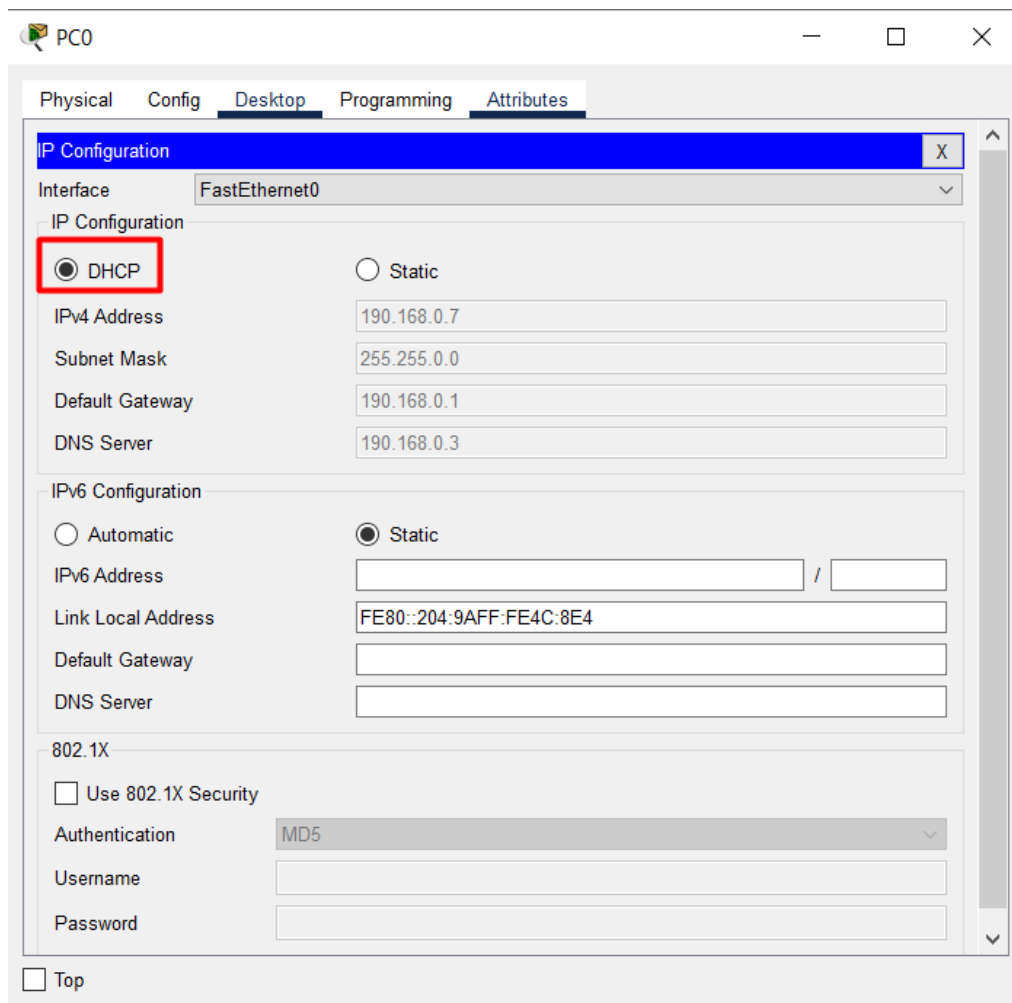 PC0
Physical Config Desktop Programming Attributes
IP Configuration X
Interface FastEthernet0
IP Configuration
DHCP Static
IPv4 Address 190.168.0.7
Subnet Mask 255.255.0.0
Default Gateway 190.168.0.1
DNS Server 190.168.0.3
IPv6 Configuration
Automatic Static
IPv6 Address /
Link Local Address FE80::204:9AFF:FE4C:8E4
Default Gateway
DNS Server
802.1X
Use 802.1X Security
Authentication MD5
Username
Password
Top